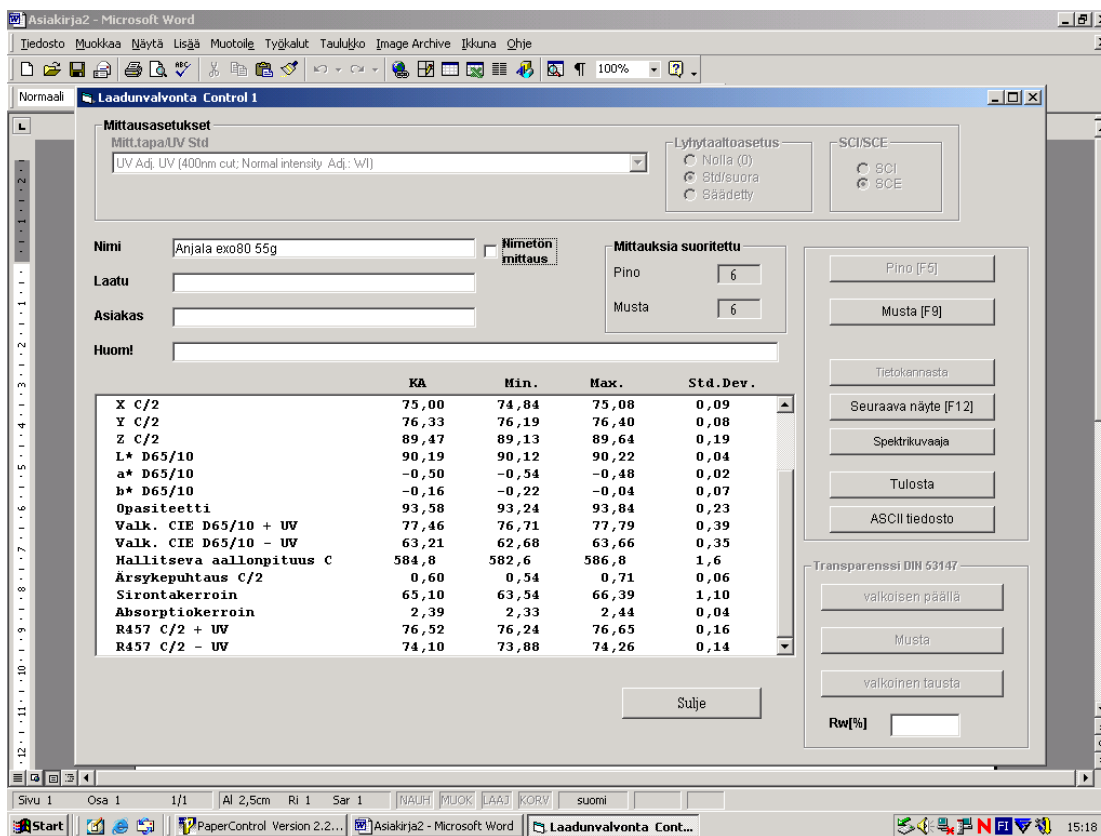 Asiakirja2 - Microsoft Word
Tiedosto Muokkaa Näytä Lisää Muotoile Työkalut Taulukko Image Archive Ikkuna Ohje
100%
Normaali
Laadunvalvonta Control 1
Mittausasetukset
Mitt.tapa/UV Std
UV Adj. UV (400nm cut; Normal intensity Adj.: WI)
Lyhytaaltoasetus
Nolla (0)
Std/suora
Säädetty
SCI/SCE
SCI
SCE
Nimi Anjala exo80 55g
Nimetön mittaus
Laatu
Asiakas
Huom!
Mittauksia suoritettu
Pino 6
Musta 6
Pino [F5]
Musta [F9]
Tietokannasta
Seuraava näyte [F12]
Spektrikuvaaja
Tulosta
ASCII tiedosto
KA Min. Max. Std.Dev.
X C/2 75,00 74,84 75,08 0,09
Y C/2 76,33 76,19 76,40 0,08
Z C/2 89,47 89,13 89,64 0,19
L* D65/10 90,19 90,12 90,22 0,04
a* D65/10 -0,50 -0,54 -0,48 0,02
b* D65/10 -0,16 -0,22 -0,04 0,07
Opasiteetti 93,58 93,24 93,84 0,23
Valk. CIE D65/10 + UV 77,46 76,71 77,79 0,39
Valk. CIE D65/10 - UV 63,21 62,68 63,66 0,35
Hallitseva aallonpituus C 584,8 582,6 586,8 1,6
Ärsykepuhtaus C/2 0,60 0,54 0,71 0,06
Sirontakerroin 65,10 63,54 66,39 1,10
Absorptiokerroin 2,39 2,33 2,44 0,04
R457 C/2 + UV 76,52 76,24 76,65 0,16
R457 C/2 - UV 74,10 73,88 74,26 0,14
Transparenssi DIN 53147
valkoisen päällä
Musta
valkoinen tausta
Rw[%]
Sulje
Sivu 1 Osa 1 1/1 Al 2,5cm Ri 1 Sar 1 NAUH MUOK LAAJ KORV suomi
Start PaperControl Version 2.2... Asiakirja2 - Microsoft Word Laadunvalvonta Cont... N FI 15:18